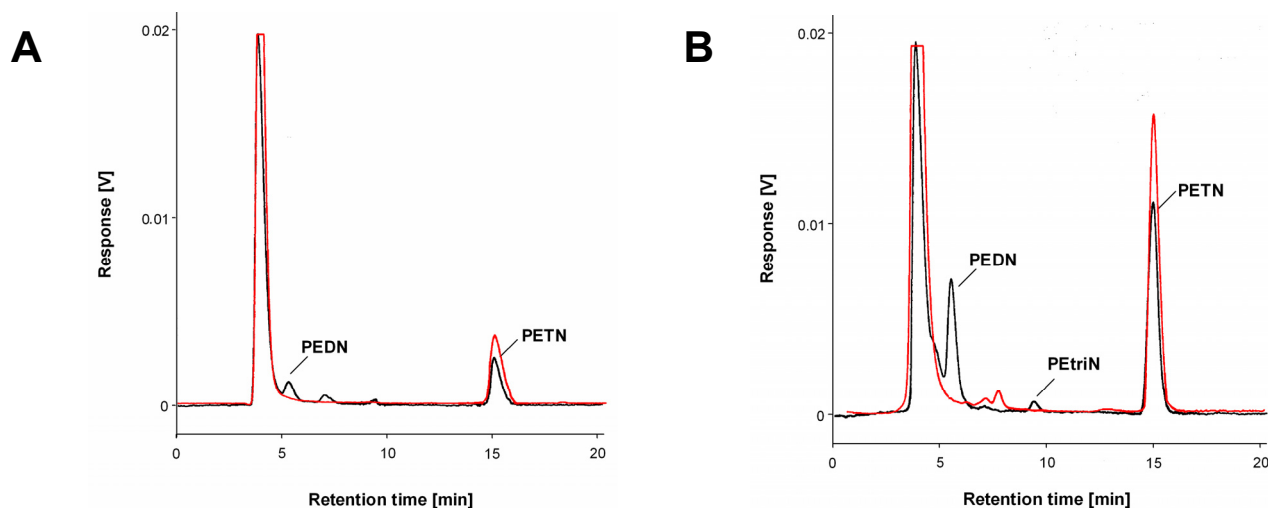 A
0.02
0.01
0
Response [V]
PEDN
PETN
0
5
10
15
20
Retention time [min]
B
0.02
0.01
0
Response [V]
PEDN
PEtriN
PETN
0
5
10
15
20
Retention time [min]